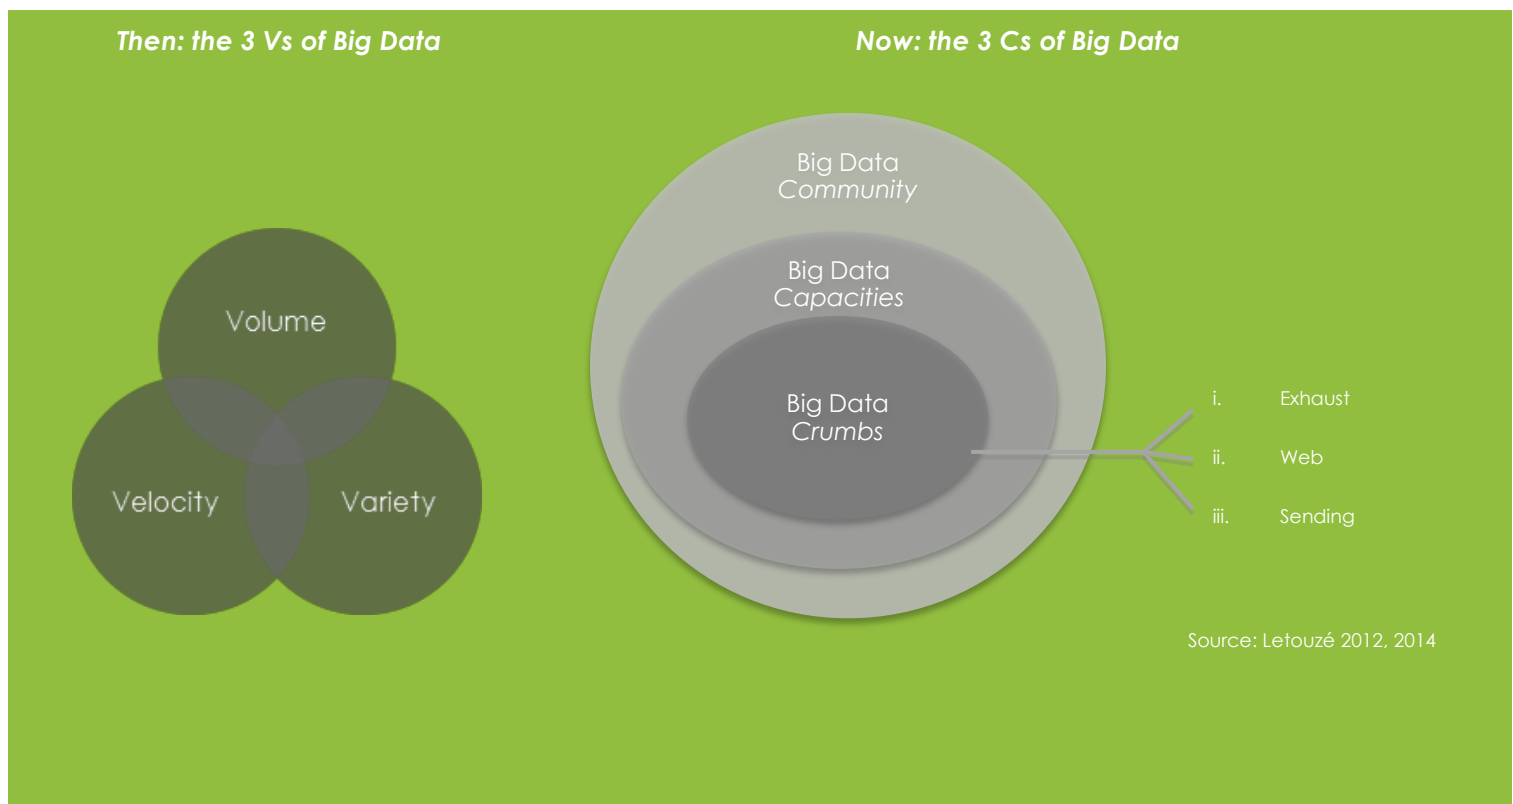 Then: the 3 Vs of Big Data
Volume
Velocity
Variety
Now: the 3 Cs of Big Data
Big Data
Community
Big Data
Capacities
Big Data
Crumbs
i. Exhaust
ii. Web
iii. Sending
Source: Letouzé 2012, 2014